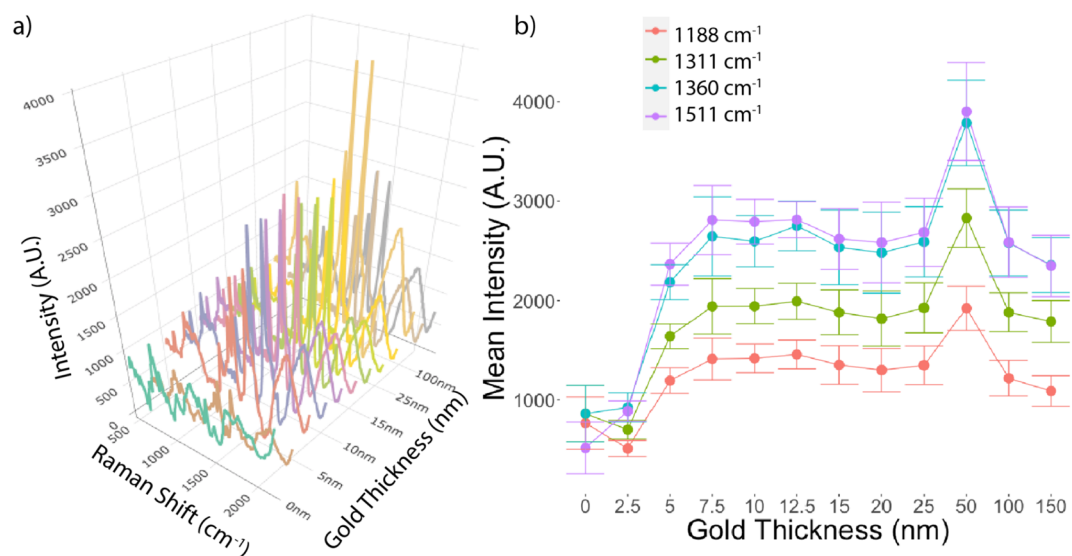 a)
4000
3500
3000
2500
2000
1500
1000
500
0
Intensity (A.U.)
500
1000
1500
2000
Raman Shift (cm⁻¹)
0nm
5nm
10nm
15nm
25nm
100nm
Gold Thickness (nm)
b)
1188 cm⁻¹
1311 cm⁻¹
1360 cm⁻¹
1511 cm⁻¹
4000
3000
2000
1000
Mean Intensity (A.U.)
0 2.5 5 7.5 10 12.5 15 20 25 50 100 150
Gold Thickness (nm)